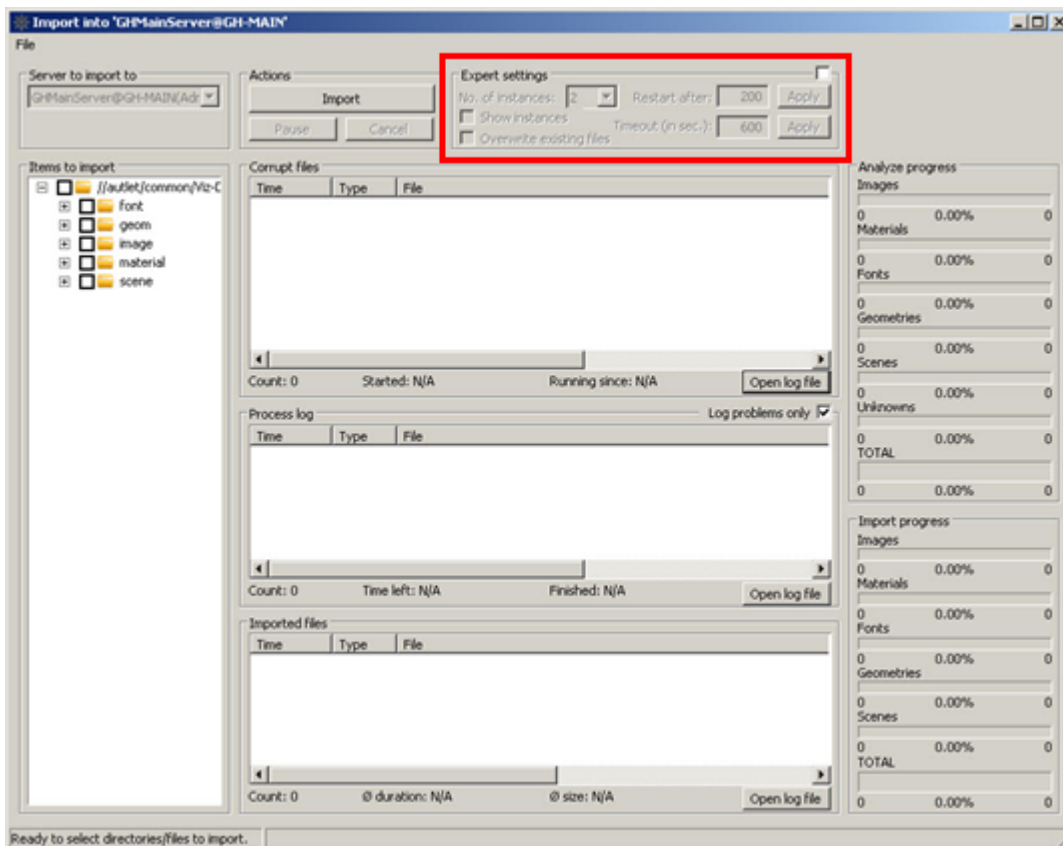 Import into 'GHMainServer@GH-MAIN'
File
Server to import to
GHMainServer@GH-MAIN(Adr
Actions
Import
Pause Cancel
Expert settings
No. of instances: 2 Restart after: 200 Apply
Show instances
Timeout (in sec.): 600 Apply
Overwrite existing files
Items to import
//autlet/common/Viz-D
font
geom
image
material
scene
Corrupt files
Time Type File
Count: 0 Started: N/A Running since: N/A Open log file
Process log Log problems only
Time Type File
Count: 0 Time left: N/A Finished: N/A Open log file
Imported files
Time Type File
Count: 0 Ø duration: N/A Ø size: N/A Open log file
Analyze progress
Images
0 0.00% 0
Materials
0 0.00% 0
Fonts
0 0.00% 0
Geometries
0 0.00% 0
Scenes
0 0.00% 0
Unknowns
0 0.00% 0
TOTAL
0 0.00% 0
Import progress
Images
0 0.00% 0
Materials
0 0.00% 0
Fonts
0 0.00% 0
Geometries
0 0.00% 0
Scenes
0 0.00% 0
TOTAL
0 0.00% 0
Ready to select directories/files to import.